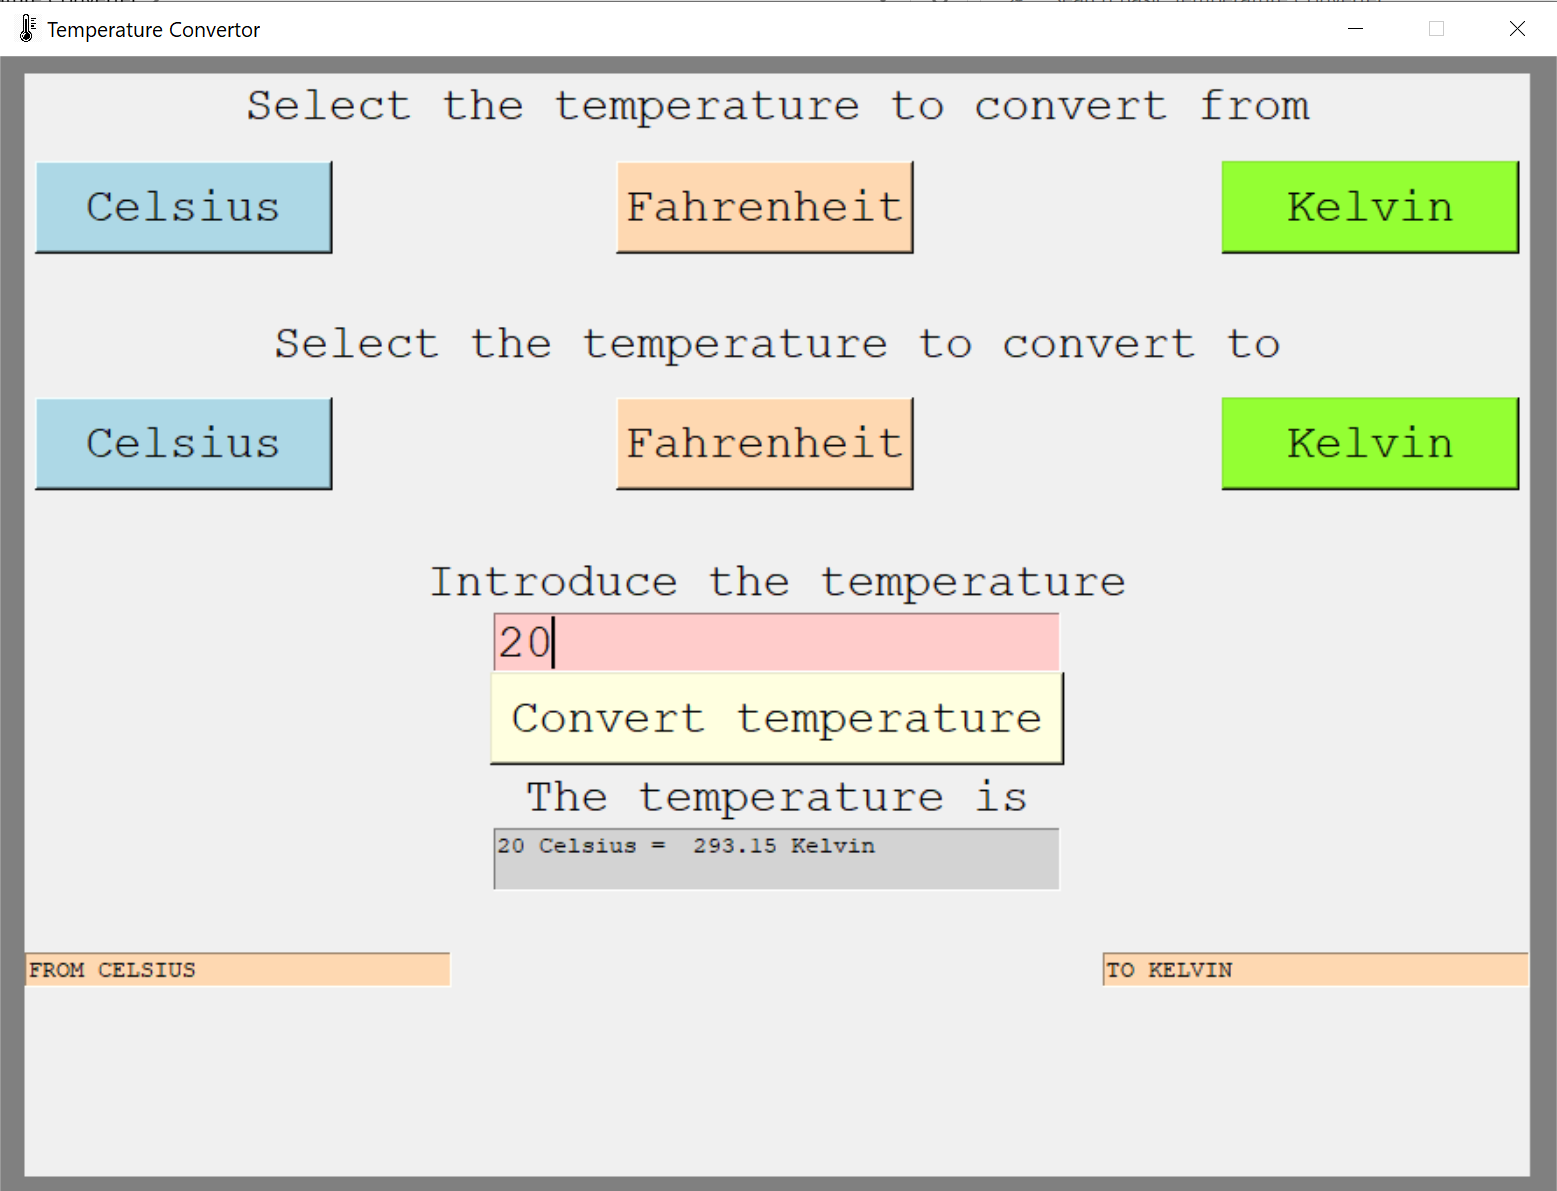 Temperature Convertor
Select the temperature to convert from
Celsius Fahrenheit Kelvin
Select the temperature to convert to
Celsius Fahrenheit Kelvin
Introduce the temperature
20
Convert temperature
The temperature is
20 Celsius =  293.15 Kelvin
FROM CELSIUS TO KELVIN